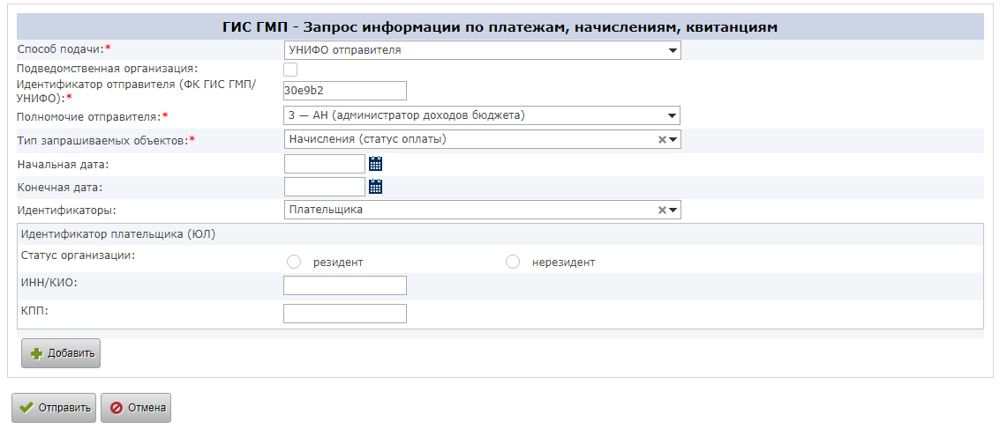 ГИС ГМП - Запрос информации по платежам, начислениям, квитанциям
Способ подачи:* УНИФО отправителя
Подведомственная организация:
Идентификатор отправителя (ФК ГИС ГМП/
УНИФО):* 30e9b2
Полномочие отправителя:* 3 — АН (администратор доходов бюджета)
Тип запрашиваемых объектов:* Начисления (статус оплаты)
Начальная дата:
Конечная дата:
Идентификаторы: Плательщика
Идентификатор плательщика (ЮЛ)
Статус организации: резидент нерезидент
ИНН/КИО:
КПП:
Добавить
Отправить Отмена